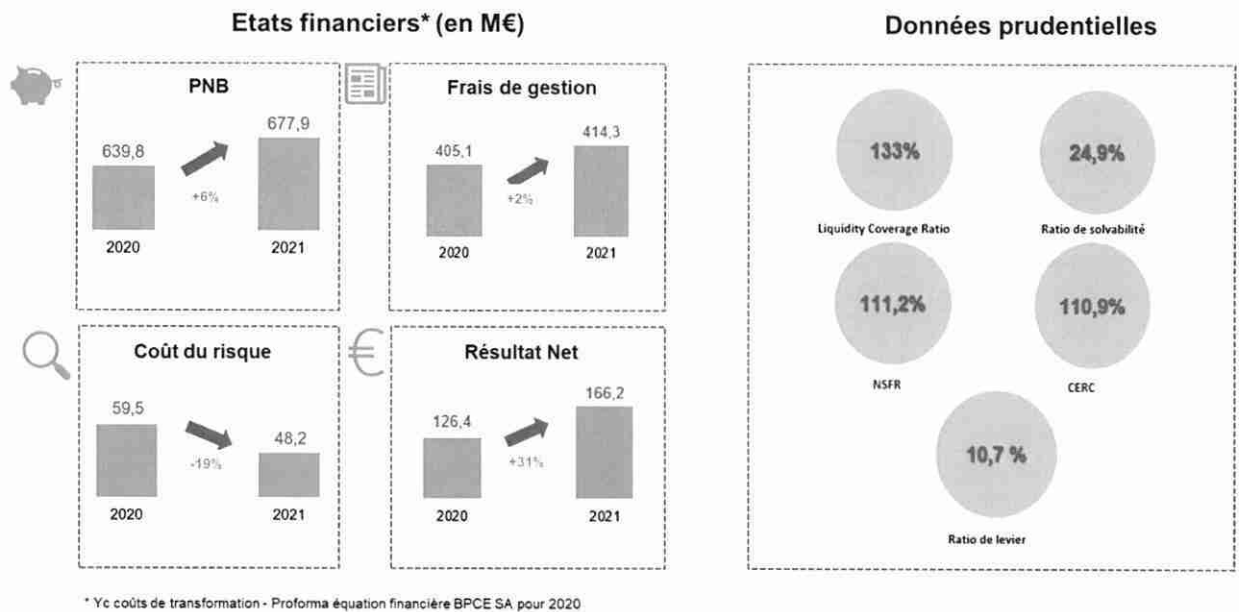 Etats financiers* (en M€)
Données prudentielles
PNB
639,8
677,9
+6%
2020
2021
Frais de gestion
405,1
414,3
+2%
2020
2021
Coût du risque
59,5
48,2
-19%
2020
2021
€
Résultat Net
126,4
166,2
+31%
2020
2021
133%
Liquidity Coverage Ratio
24,9%
Ratio de solvabilité
111,2%
NSFR
110,9%
CERC
10,7 %
Ratio de levier
* Yc coûts de transformation - Proforma équation financière BPCE SA pour 2020